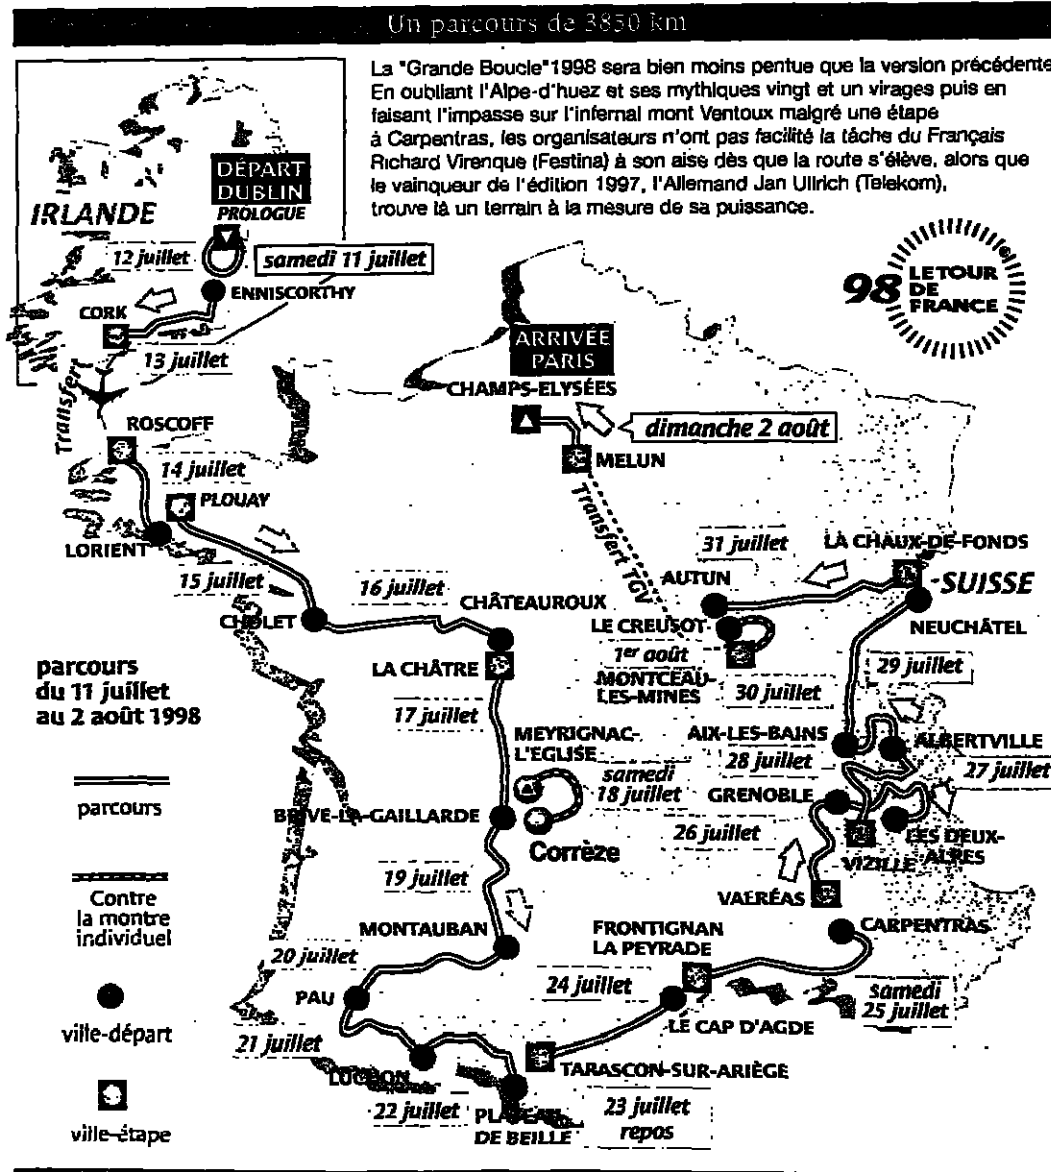 Un parcours de 3850 km
La "Grande Boucle" 1998 sera bien moins pentue que la version précédente
En oubliant l'Alpe-d'huez et ses mythiques vingt et un virages puis en
faisant l'impasse sur l'infernal mont Ventoux malgré une étape
à Carpentras, les organisateurs n'ont pas facilité la tâche du Français
Richard Virenque (Festina) à son aise dès que la route s'élève, alors que
le vainqueur de l'édition 1997, l'Allemand Jan Ullrich (Telekom),
trouve là un terrain à la mesure de sa puissance.
DÉPART
DUBLIN
PROLOGUE
IRLANDE
12 juillet
samedi 11 juillet
ENNISCORTHY
CORK
13 juillet
Transfert
98
LE TOUR
DE
FRANCE
ARRIVÉE
PARIS
CHAMPS-ELYSÉES
dimanche 2 août
MELUN
Transfert TGV
ROSCOFF
14 juillet
PLOUAY
LORIENT
15 juillet
CHOLET
16 juillet
CHÂTEAUROUX
LA CHÂTRE
31 juillet
LA CHAUX-DE-FONDS
AUTUN
SUISSE
LE CREUSOT
NEUCHÂTEL
1er août
MONTCEAU-
LES-MINES
29 juillet
30 juillet
parcours
du 11 juillet
au 2 août 1998
17 juillet
MEYRIGNAC-
L'EGLISE
samedi
18 juillet
AIX-LES-BAINS
ALBERTVILLE
28 juillet
27 juillet
GRENOBLE
parcours
BRIVE-LA-GAILLARDE
Corrèze
26 juillet
VIZILLE
LES DEUX-
ALPES
Contre
la montre
individuel
19 juillet
VAERÉAS
MONTAUBAN
FRONTIGNAN
LA PEYRADE
CARPENTRAS
20 juillet
24 juillet
samedi
25 juillet
PAU
LE CAP D'AGDE
ville-départ
21 juillet
LUCHON
TARASCON-SUR-ARIÈGE
22 juillet
PLATEAU
DE BEILLE
23 juillet
repos
ville-étape